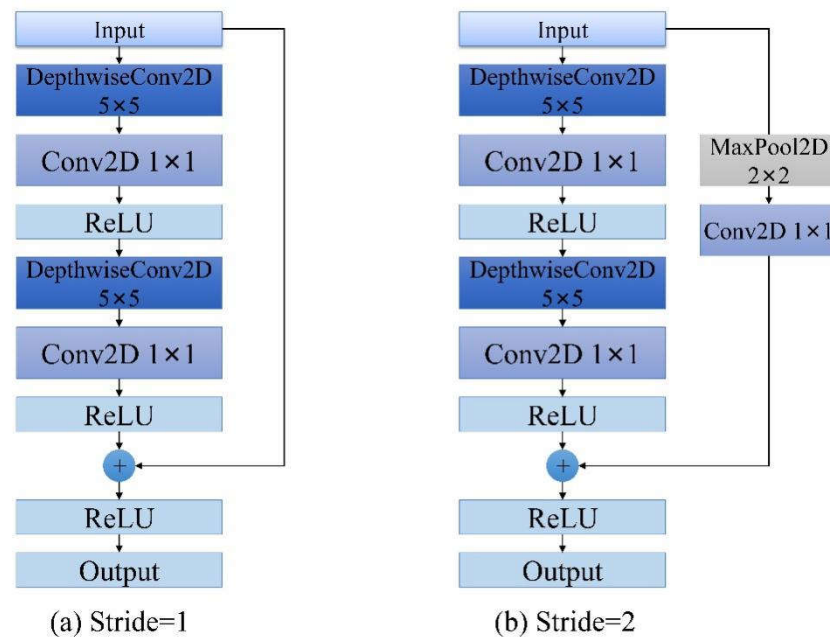 Input
DepthwiseConv2D
5×5
Conv2D 1×1
ReLU
DepthwiseConv2D
5×5
Conv2D 1×1
ReLU
+
ReLU
Output
(a) Stride=1
Input
DepthwiseConv2D
5×5
Conv2D 1×1
ReLU
DepthwiseConv2D
5×5
Conv2D 1×1
ReLU
+
ReLU
Output
MaxPool2D
2×2
Conv2D 1×1
(b) Stride=2